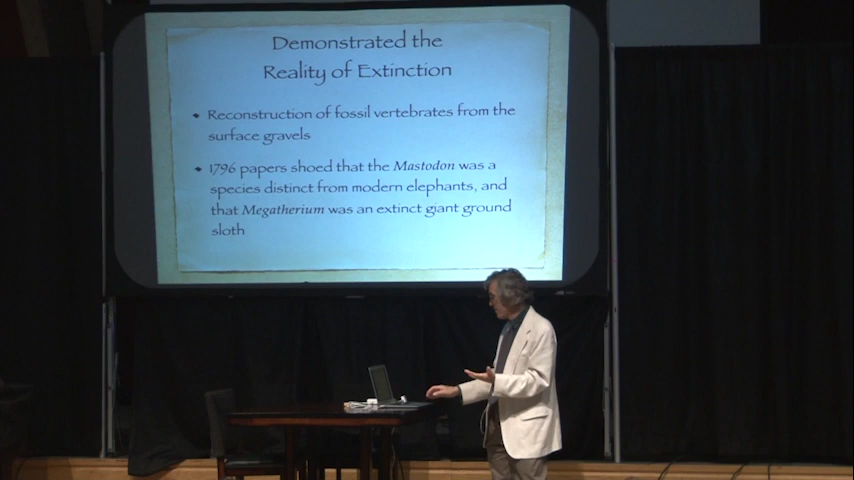 Demonstrated the
Reality of Extinction
Reconstruction of fossil vertebrates from the
surface gravels
1796 papers shoed that the Mastodon was a
species distinct from modern elephants, and
that Megatherium was an extinct giant ground
sloth